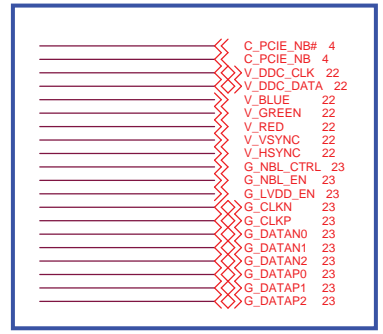 C_PCIE_NB# 4
C_PCIE_NB 4
V_DDC_CLK 22
V_DDC_DATA 22
V_BLUE 22
V_GREEN 22
V_RED 22
V_VSYNC 22
V_HSYNC 22
G_NBL_CTRL 23
G_NBL_EN 23
G_LVDD_EN 23
G_CLKN 23
G_CLKP 23
G_DATAN0 23
G_DATAN1 23
G_DATAN2 23
G_DATAP0 23
G_DATAP1 23
G_DATAP2 23